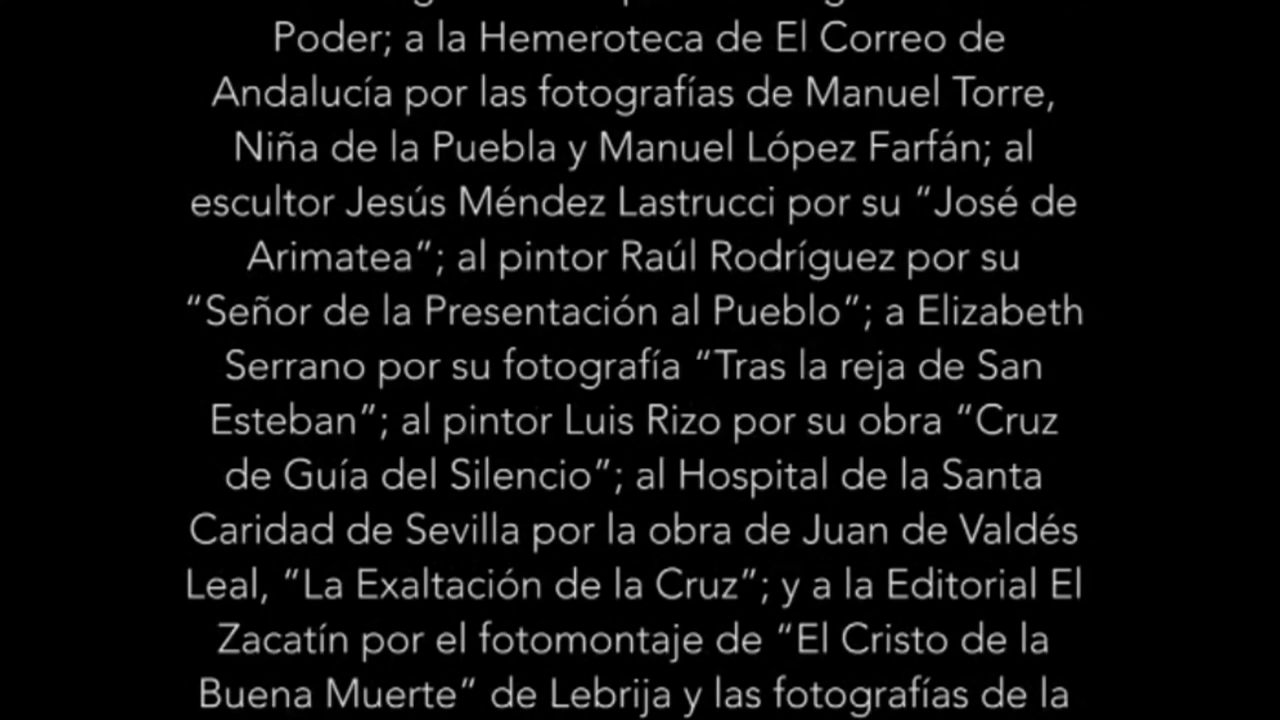 Poder; a la Hemeroteca de El Correo de
Andalucía por las fotografías de Manuel Torre,
Niña de la Puebla y Manuel López Farfán; al
escultor Jesús Méndez Lastrucci por su “José de
Arimatea”; al pintor Raúl Rodríguez por su
“Señor de la Presentación al Pueblo”; a Elizabeth
Serrano por su fotografía “Tras la reja de San
Esteban”; al pintor Luis Rizo por su obra “Cruz
de Guía del Silencio”; al Hospital de la Santa
Caridad de Sevilla por la obra de Juan de Valdés
Leal, “La Exaltación de la Cruz”; y a la Editorial El
Zacatín por el fotomontaje de “El Cristo de la
Buena Muerte” de Lebrija y las fotografías de la